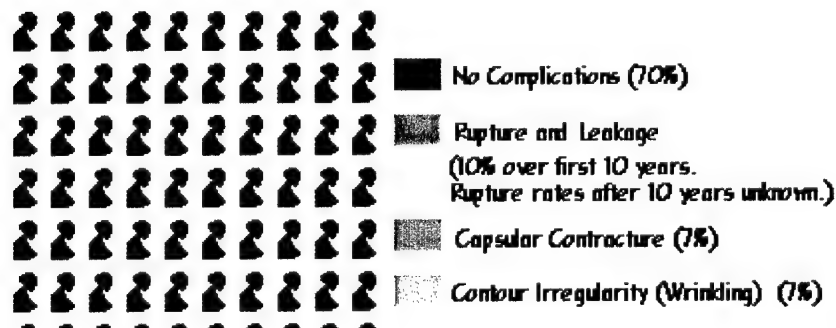 No Complications (70%)
Rupture and Leakage
(10% over first 10 years.
Rupture rates after 10 years unknown.)
Capsular Contracture (7%)
Contour Irregularity (Wrinkling) (7%)